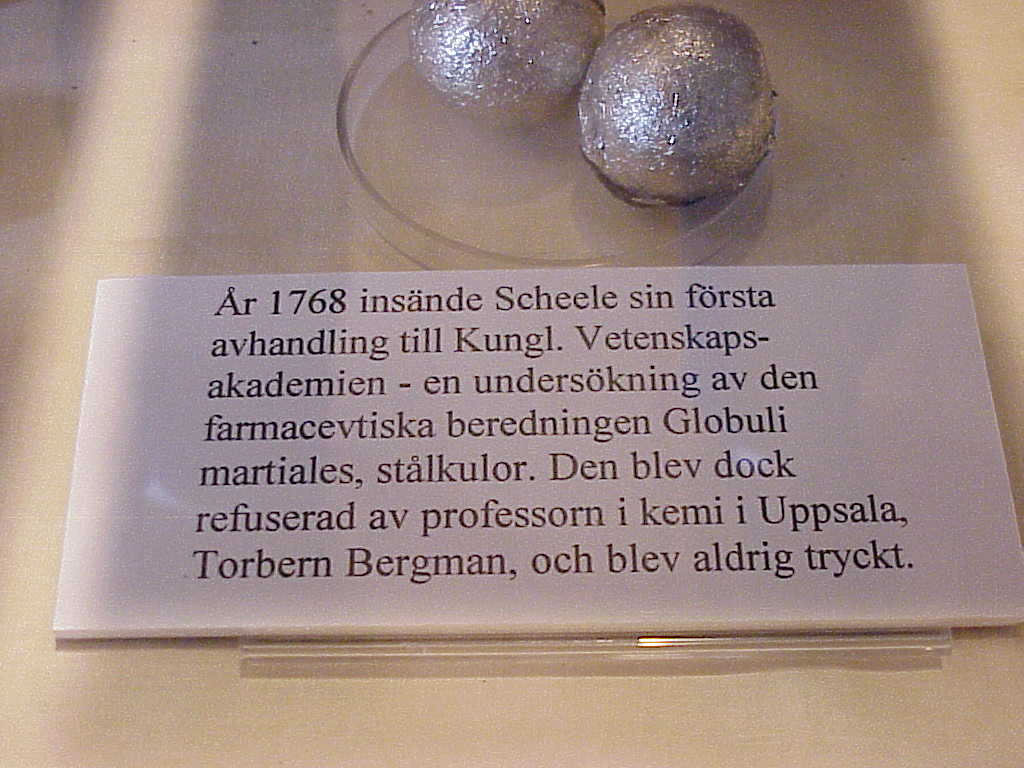 År 1768 insände Scheele sin första
avhandling till Kungl. Vetenskaps-
akademien - en undersökning av den
farmacevtiska beredningen Globuli
martiales, stålkulor. Den blev dock
refuserad av professorn i kemi i Uppsala,
Torbern Bergman, och blev aldrig tryckt.